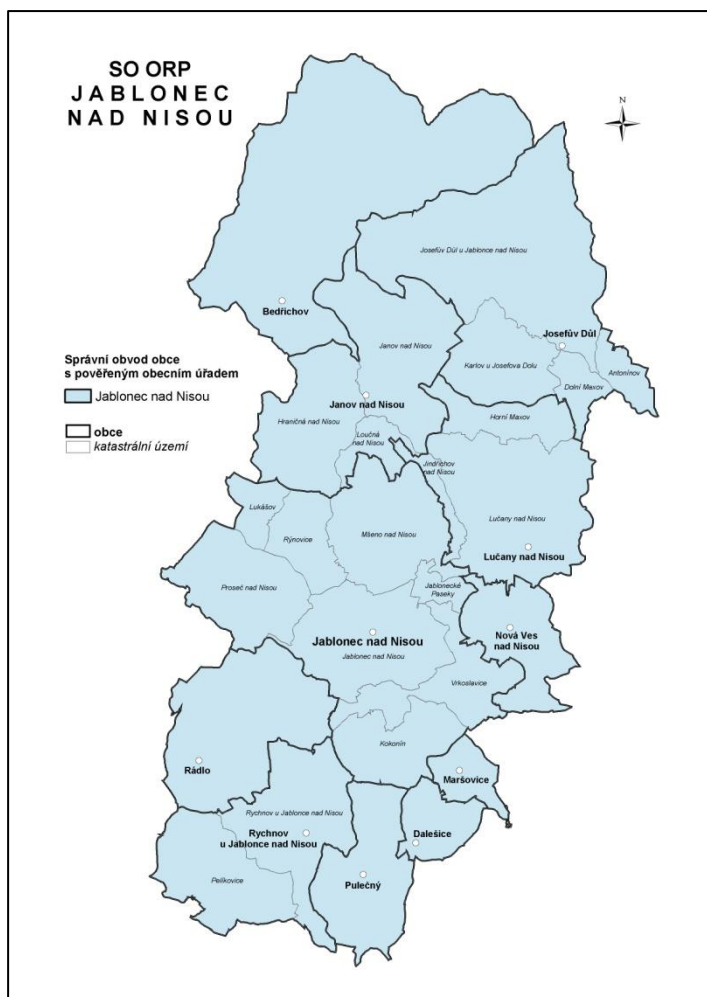 SO ORP
JABLONEC
NAD NISOU
N
Josefův Důl u Jablonce nad Nisou
Bedřichov
Josefův Důl
Janov nad Nisou
Karlov u Josefova Dolu
Antonínov
Dolní Maxov
Správní obvod obce
s pověřeným obecním úřadem
Jablonec nad Nisou
obce
katastrální území
Janov nad Nisou
Hraničná nad Nisou
Horní Maxov
Loučná
nad Nisou
Jindřichov
nad Nisou
Lukášov
Rýnovice
Mšeno nad Nisou
Lučany nad Nisou
Lučany nad Nisou
Proseč nad Nisou
Jablonecké
Paseky
Jablonec nad Nisou
Jablonec nad Nisou
Nová Ves
nad Nisou
Vrkoslavice
Kokonín
Rádlo
Maršovice
Rychnov u Jablonce nad Nisou
Rychnov
u Jablonce nad Nisou
Dalešice
Pelíkovice
Pulečný